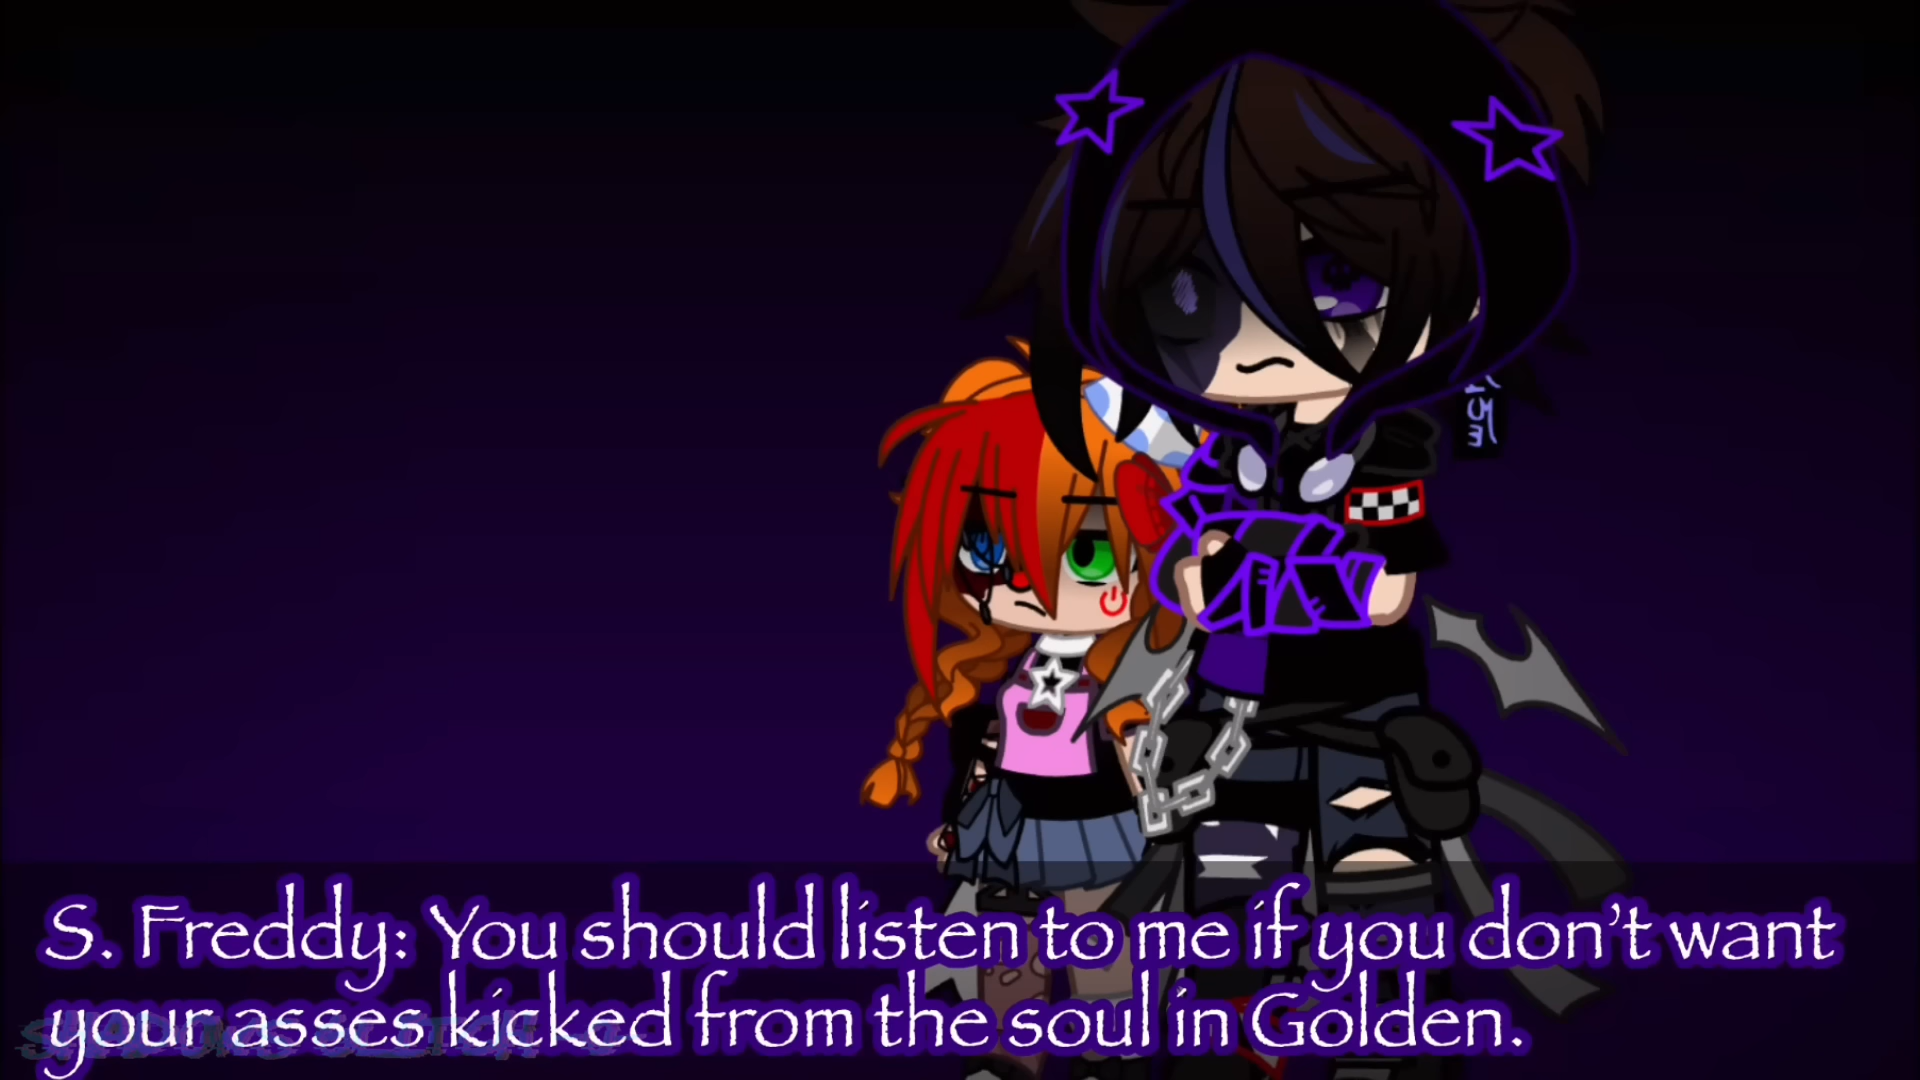 S. Freddy: You should listen to me if you don't want
your asses kicked from the soul in Golden.